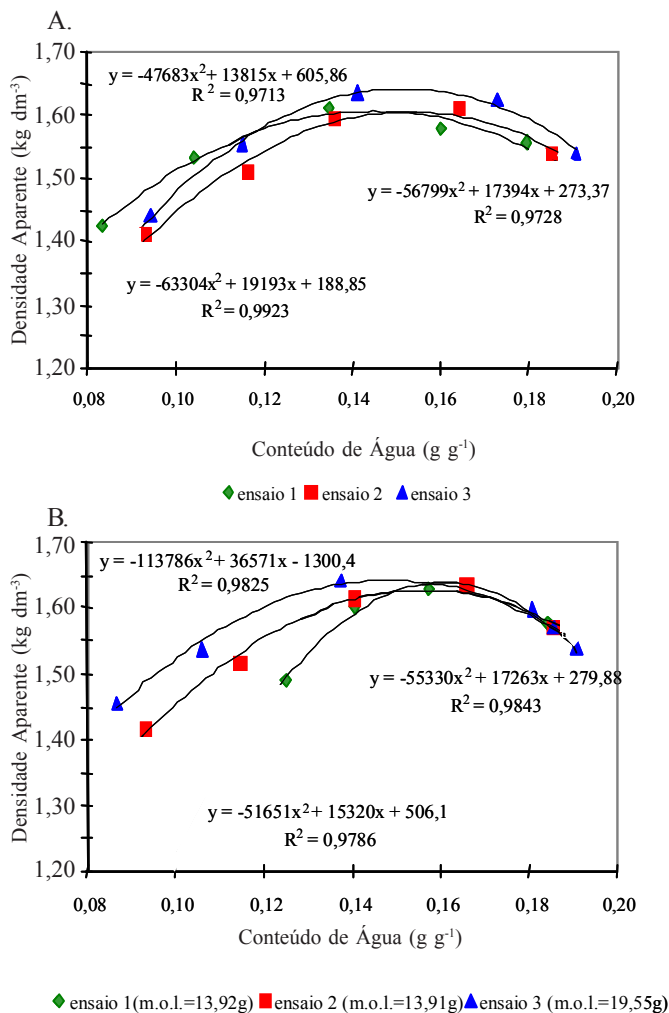 A.
1,70
y = -47683x² + 13815x + 605,86
R² = 0,9713
1,60
1,50
y = -56799x² + 17394x + 273,37
R² = 0,9728
1,40
y = -63304x² + 19193x + 188,85
R² = 0,9923
1,30
1,20
Densidade Aparente (kg dm⁻³)
0,08 0,10 0,12 0,14 0,16 0,18 0,20
Conteúdo de Água (g g⁻¹)
ensaio 1 ensaio 2 ensaio 3
B.
1,70
y = -113786x² + 36571x - 1300,4
R² = 0,9825
1,60
1,50
y = -55330x² + 17263x + 279,88
R² = 0,9843
1,40
1,30
y = -51651x² + 15320x + 506,1
R² = 0,9786
1,20
Densidade Aparente (kg dm⁻³)
0,08 0,10 0,12 0,14 0,16 0,18 0,20
Conteúdo de Água (g g⁻¹)
ensaio 1(m.o.l.=13,92g) ensaio 2 (m.o.l.=13,91g) ensaio 3 (m.o.l.=19,55g)